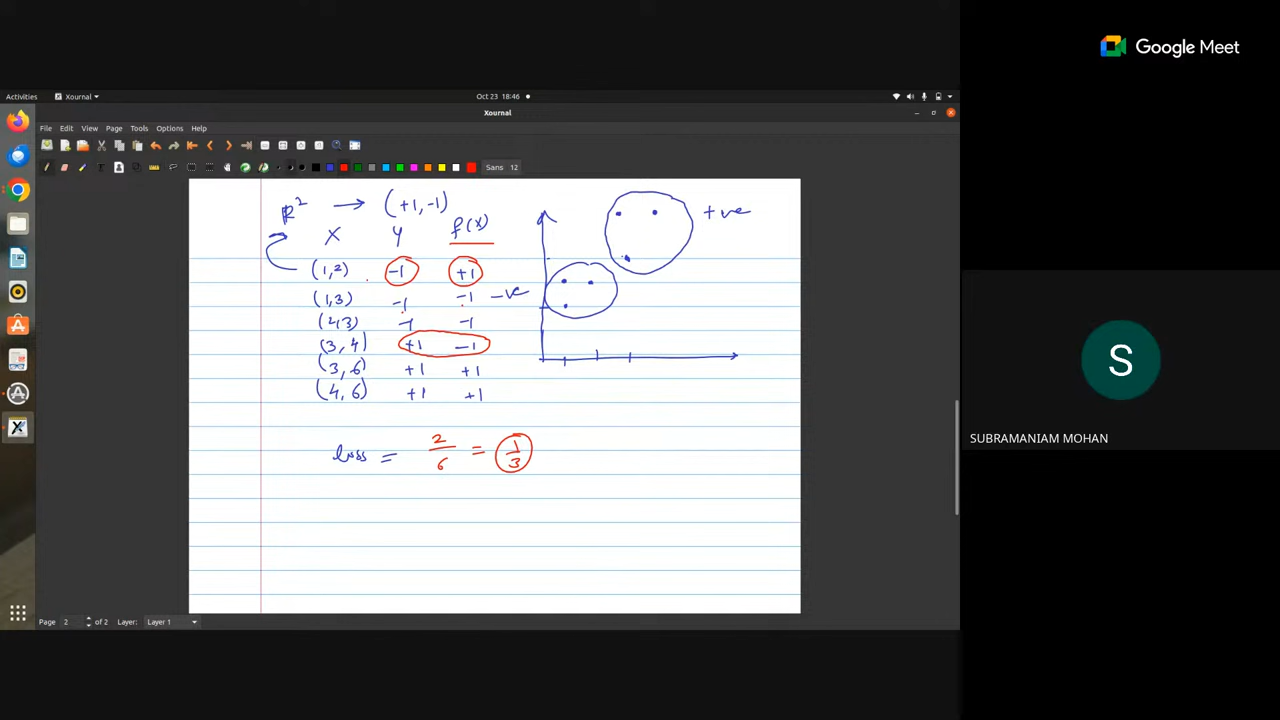 Google Meet
Activities Xournal Oct 23 18:46
Xournal
File Edit View Page Tools Options Help
Sans 12
ℝ² → (+1, -1)
X Y f(X)
(1,2) -1 +1
(1,3) -1 -1
(2,3) -1 -1
(3,4) +1 -1
(3,6) +1 +1
(4,6) +1 +1
+ve
-ve
loss = 2/6 = 1/3
SUBRAMANIAM MOHAN
S
Page 2 of 2 Layer: Layer 1